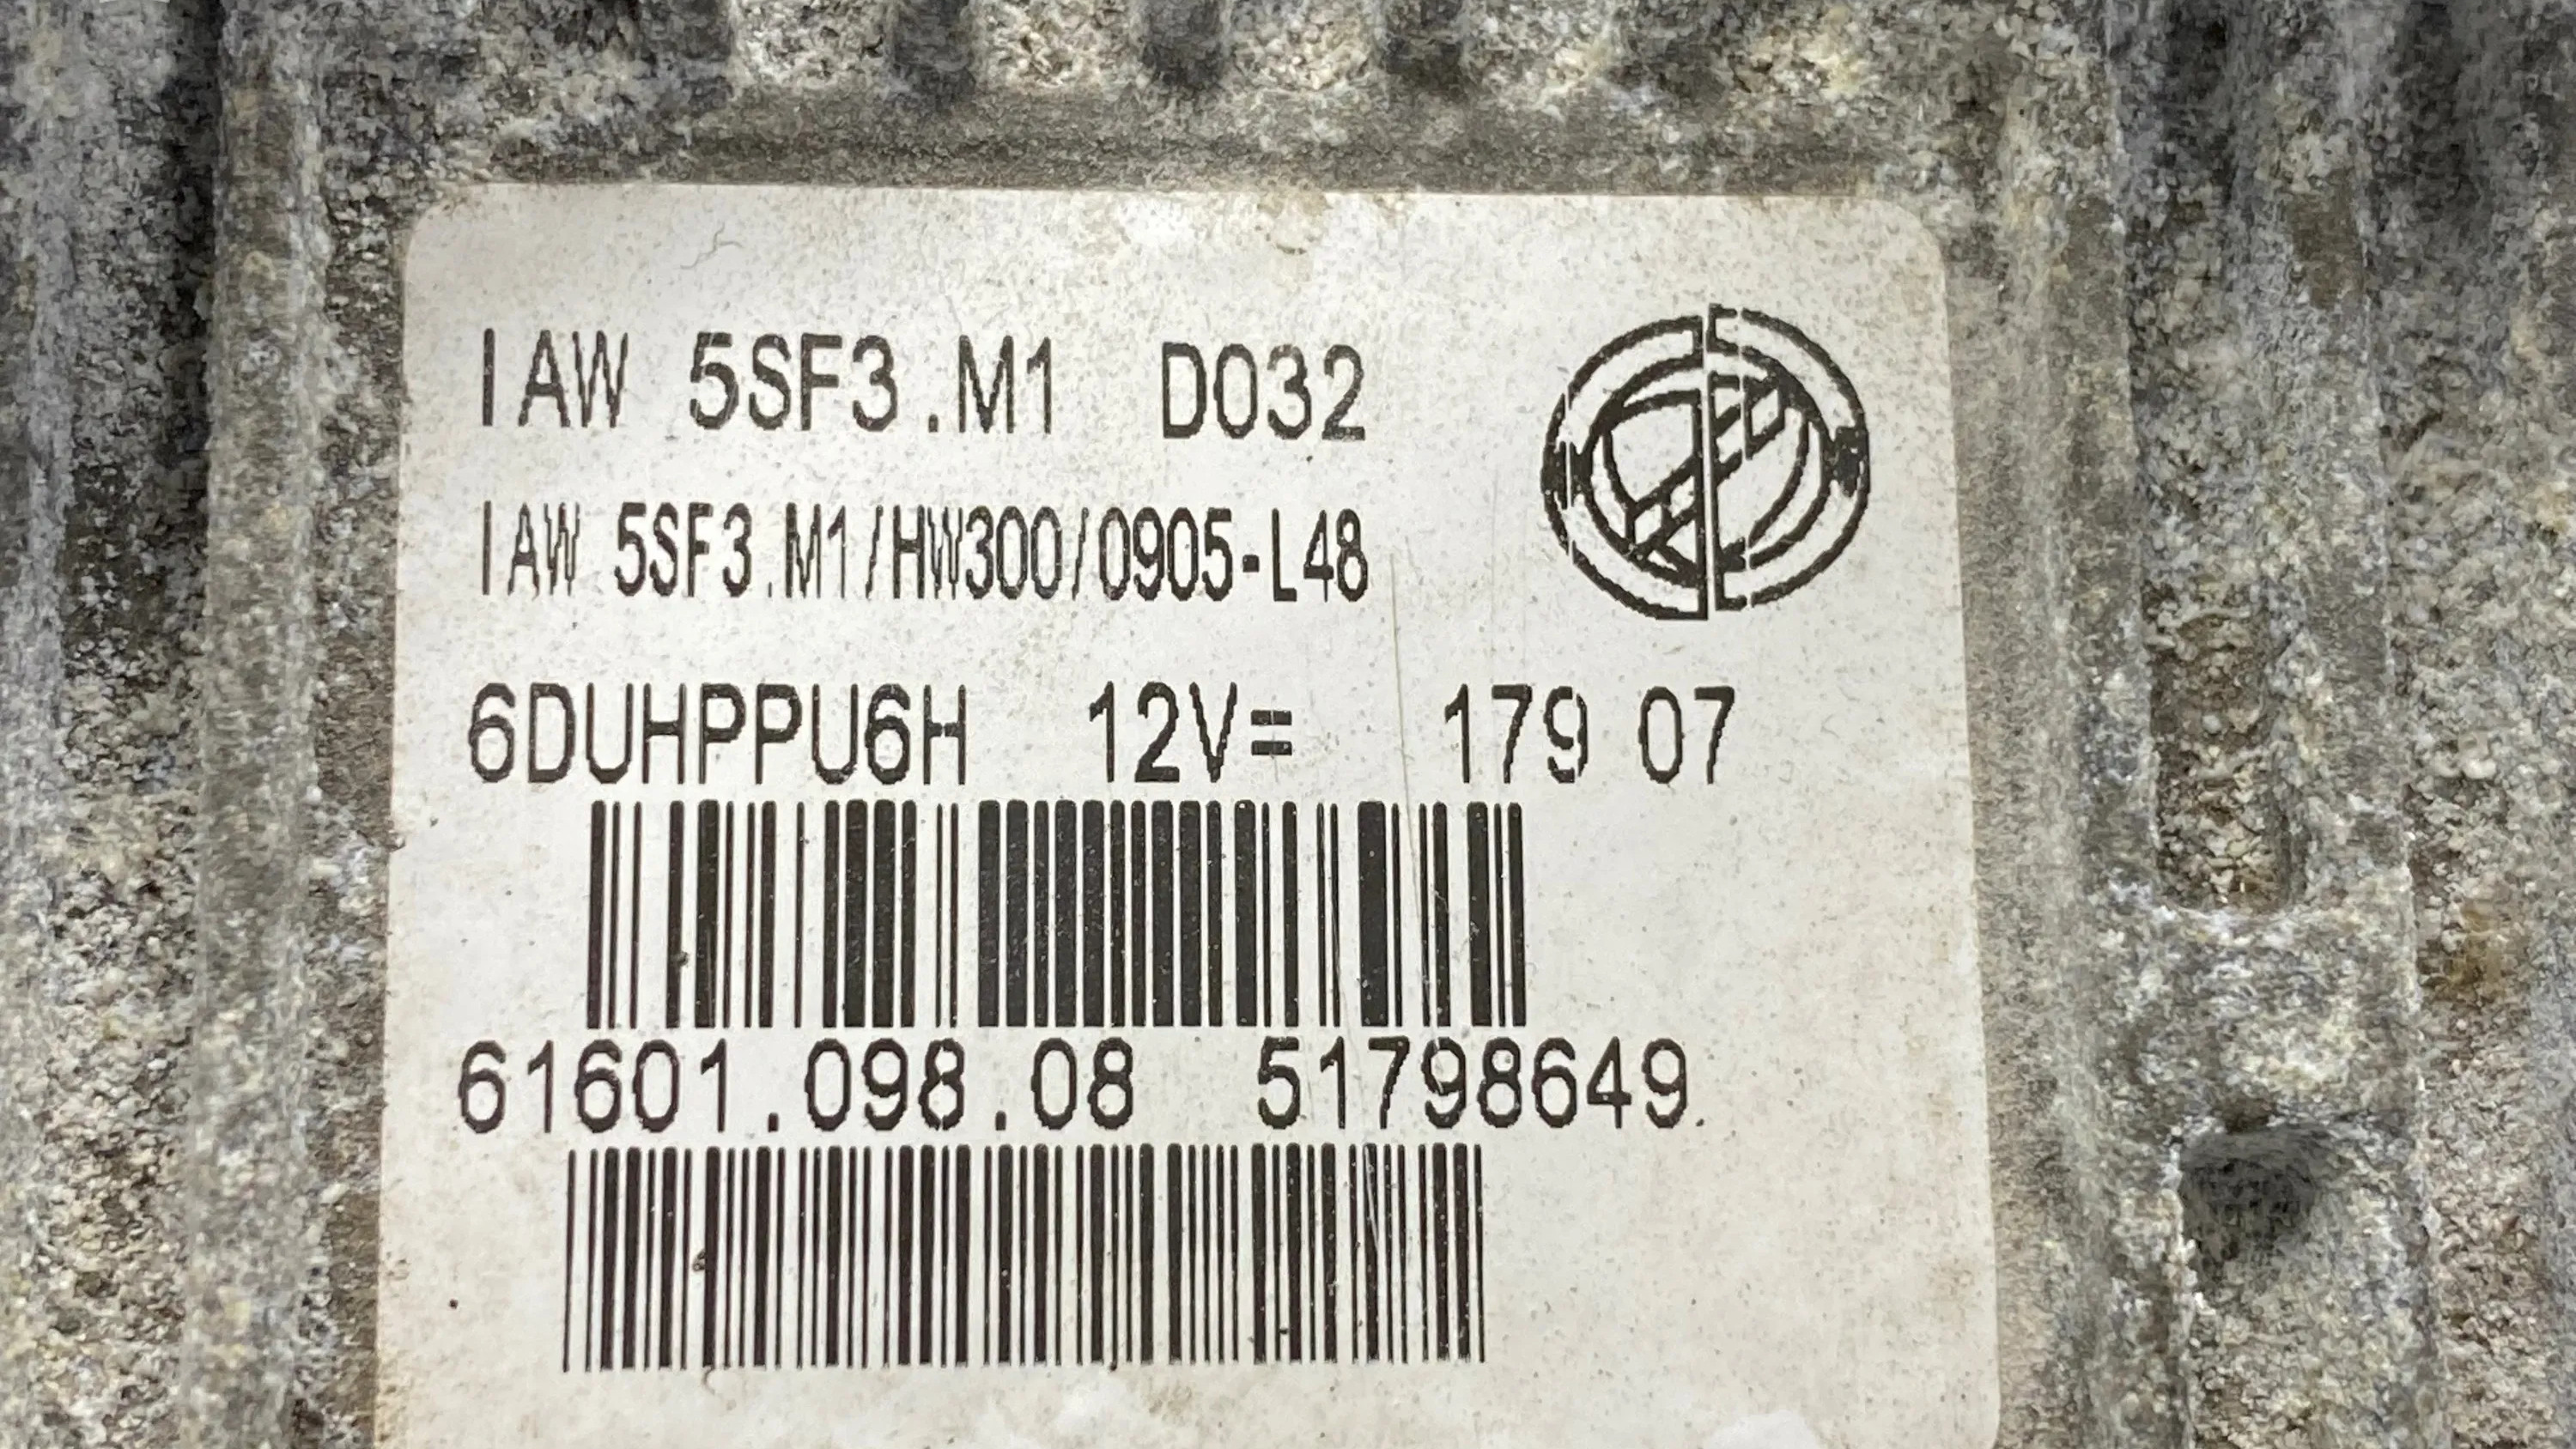 IAW 5SF3.M1 D032
IAW 5SF3.M1/HW300/0905-L48
6DUHPPU6H 12V= 179 07
61601.098.08 51798649